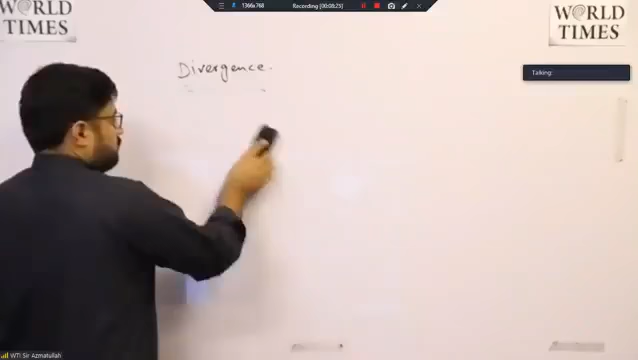 1366x768 Recording [00:08:25]
WORLD
TIMES
WORLD
TIMES
Divergence.
Talking:
WTI Sir Azmatullah